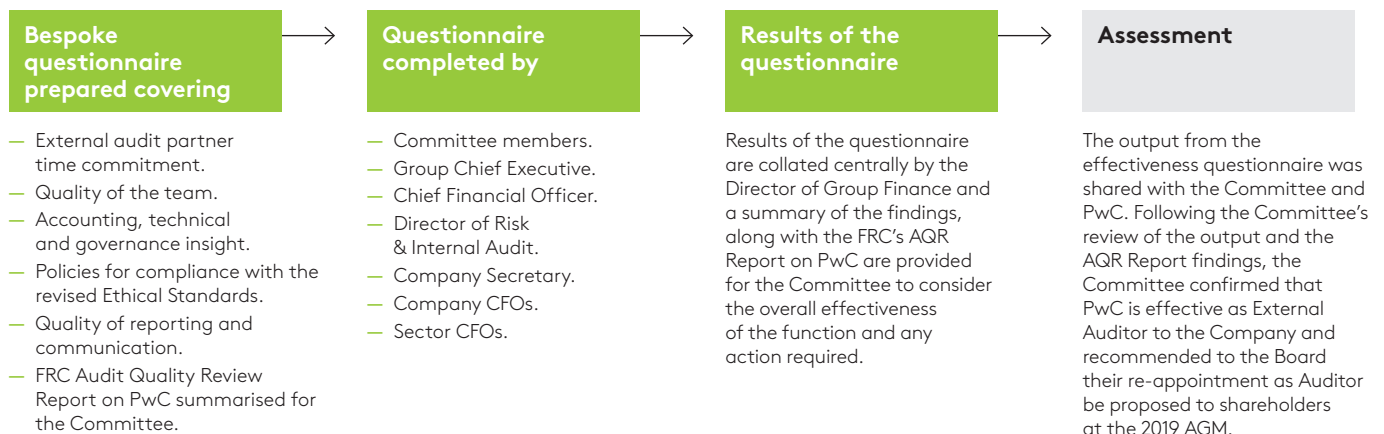 Bespoke
questionnaire
prepared covering
— External audit partner
time commitment.
— Quality of the team.
— Accounting, technical
and governance insight.
— Policies for compliance with the
revised Ethical Standards.
— Quality of reporting and
communication.
— FRC Audit Quality Review
Report on PwC summarised for
the Committee.
Questionnaire
completed by
— Committee members.
— Group Chief Executive.
— Chief Financial Officer.
— Director of Risk
& Internal Audit.
— Company Secretary.
— Company CFOs.
— Sector CFOs.
Results of the
questionnaire
Results of the questionnaire
are collated centrally by the
Director of Group Finance and
a summary of the findings,
along with the FRC's AQR
Report on PwC are provided
for the Committee to consider
the overall effectiveness
of the function and any
action required.
Assessment
The output from the
effectiveness questionnaire was
shared with the Committee and
PwC. Following the Committee's
review of the output and the
AQR Report findings, the
Committee confirmed that
PwC is effective as External
Auditor to the Company and
recommended to the Board
their re-appointment as Auditor
be proposed to shareholders
at the 2019 AGM.